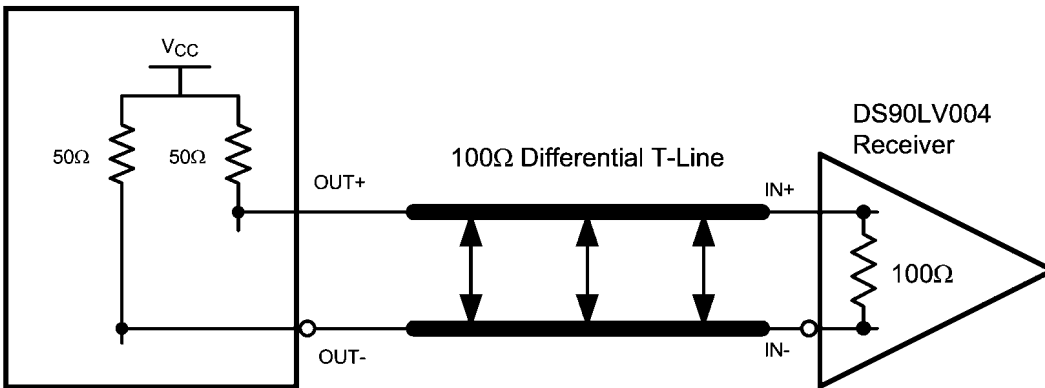 VCC
50Ω
50Ω
OUT+
OUT-
100Ω Differential T-Line
IN+
IN-
DS90LV004
Receiver
100Ω